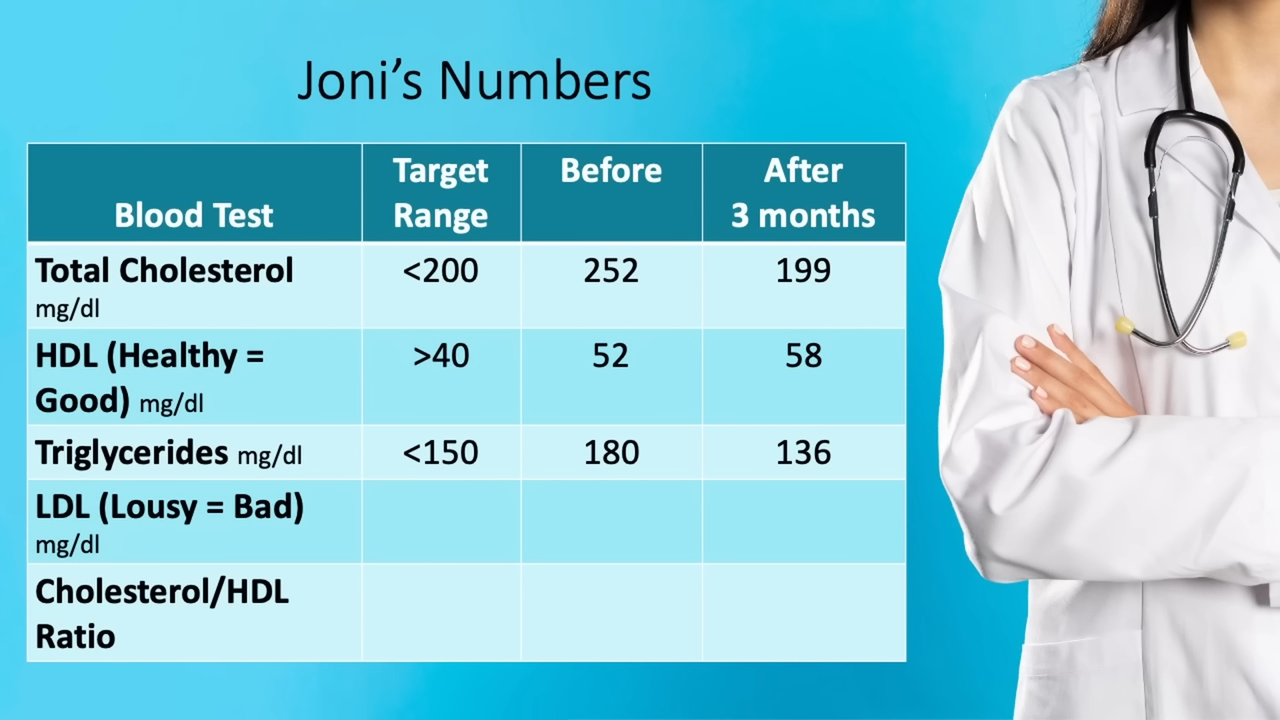 Joni’s Numbers
Blood Test
Target
Range
Before
After
3 months
Total Cholesterol
mg/dl
<200
252
199
HDL (Healthy =
Good) mg/dl
>40
52
58
Triglycerides mg/dl
<150
180
136
LDL (Lousy = Bad)
mg/dl
Cholesterol/HDL
Ratio